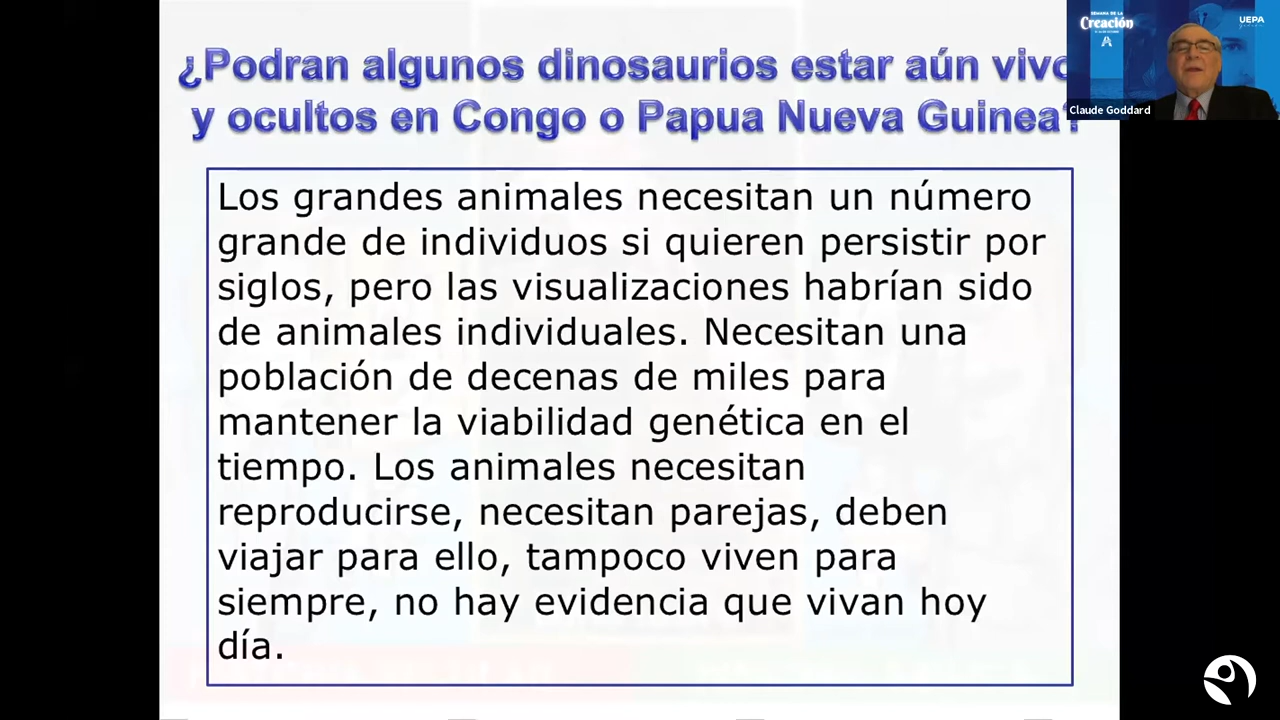 ¿Podran algunos dinosaurios estar aún vivo
y ocultos en Congo o Papua Nueva Guinea?
Los grandes animales necesitan un número
grande de individuos si quieren persistir por
siglos, pero las visualizaciones habrían sido
de animales individuales. Necesitan una
población de decenas de miles para
mantener la viabilidad genética en el
tiempo. Los animales necesitan
reproducirse, necesitan parejas, deben
viajar para ello, tampoco viven para
siempre, no hay evidencia que vivan hoy
día.
SEMANA DE LA
Creación
UEPA
Claude Goddard